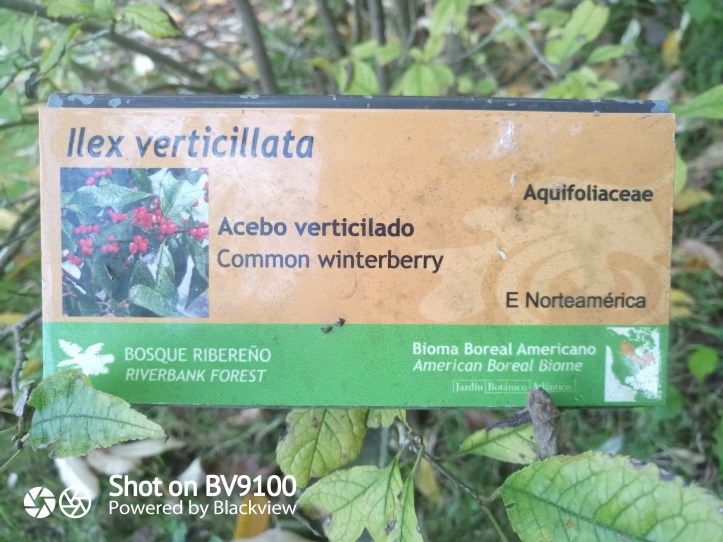 Ilex verticillata
Aquifoliaceae
Acebo verticilado
Common winterberry
E Norteamérica
BOSQUE RIBEREÑO
RIVERBANK FOREST
Bioma Boreal Americano
American Boreal Biome
Jardín Botánico Atlántico
Shot on BV9100
Powered by Blackview